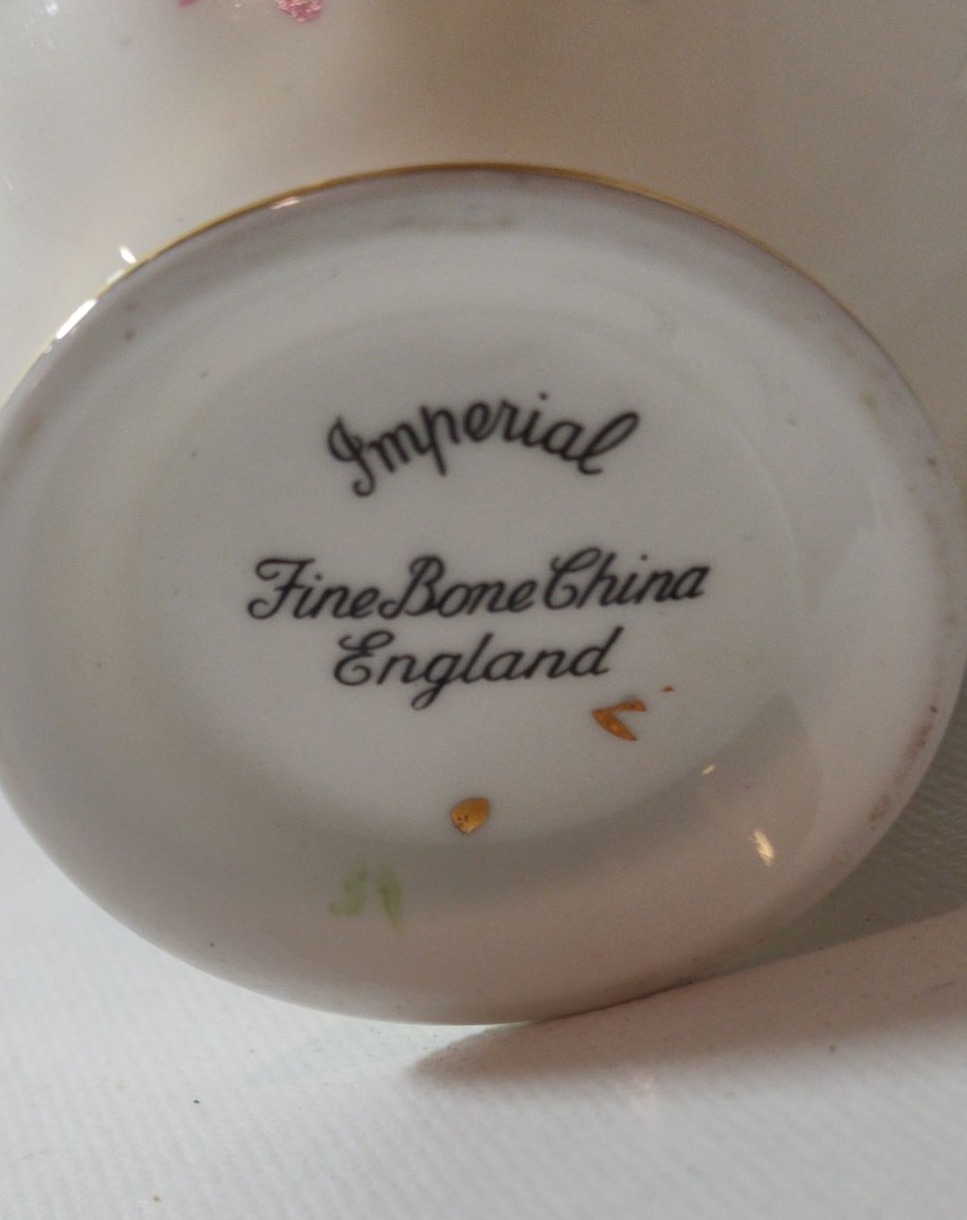 Imperial
Fine Bone China
England